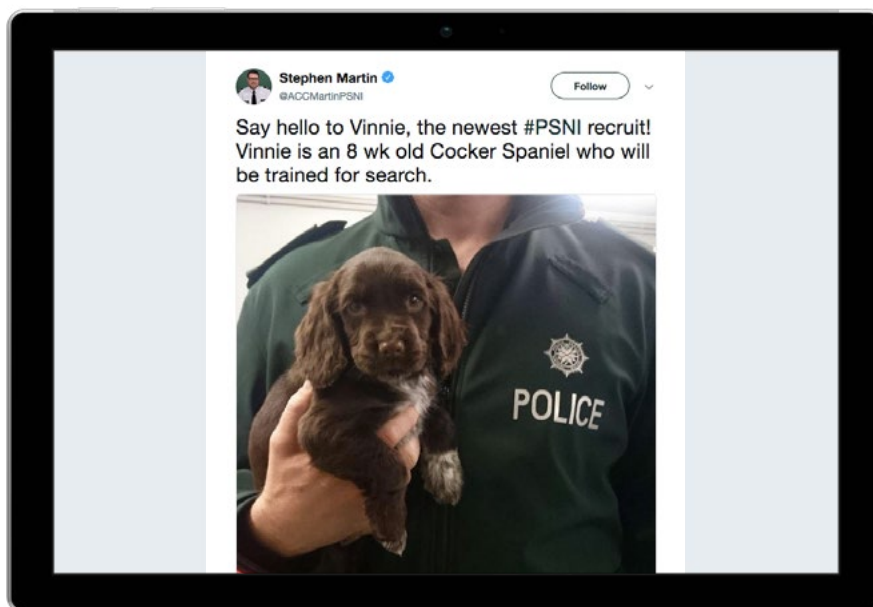 Stephen Martin
Follow
@ACCMartinPSNI
Say hello to Vinnie, the newest #PSNI recruit!
Vinnie is an 8 wk old Cocker Spaniel who will
be trained for search.
POLICE